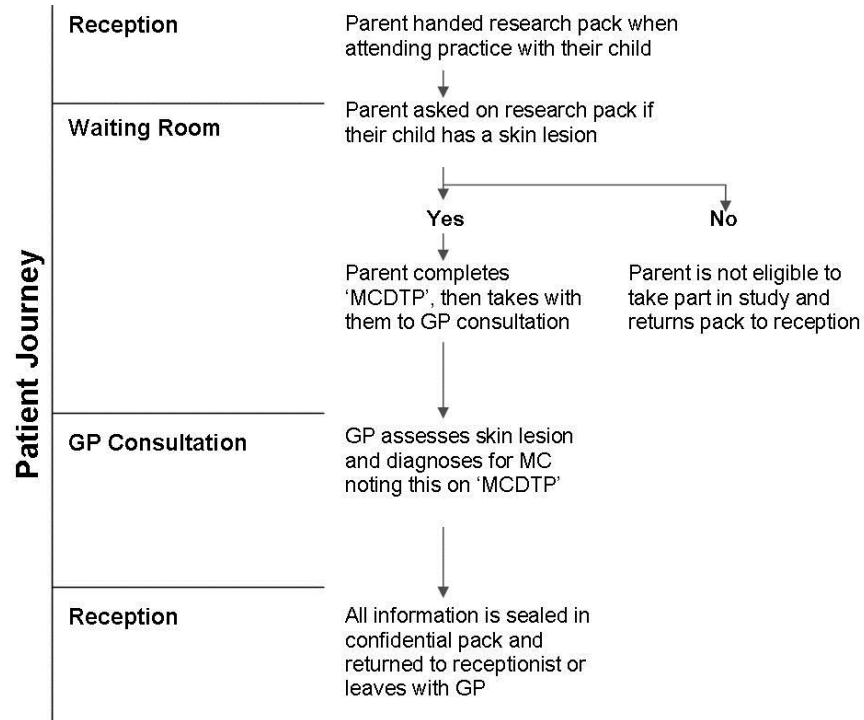 Patient Journey
Reception
Parent handed research pack when
attending practice with their child
Waiting Room
Parent asked on research pack if
their child has a skin lesion
Yes
No
Parent completes
‘MCDTP’, then takes with
them to GP consultation
Parent is not eligible to
take part in study and
returns pack to reception
GP Consultation
GP assesses skin lesion
and diagnoses for MC
noting this on ‘MCDTP’
Reception
All information is sealed in
confidential pack and
returned to receptionist or
leaves with GP